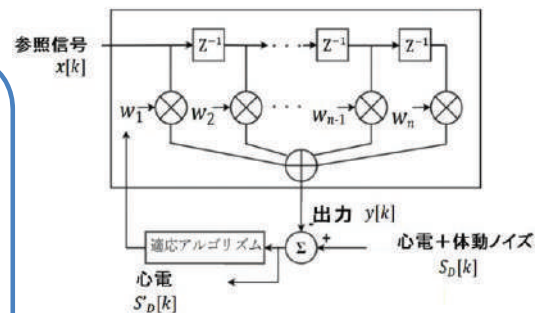 参照信号
x[k]
Z⁻¹ · · · Z⁻¹ Z⁻¹
w₁ w₂ · · · wₙ₋₁ wₙ
出力 y[k]
- +
Σ
適応アルゴリズム
心電+体動ノイズ
S_D[k]
心電
S'_D[k]